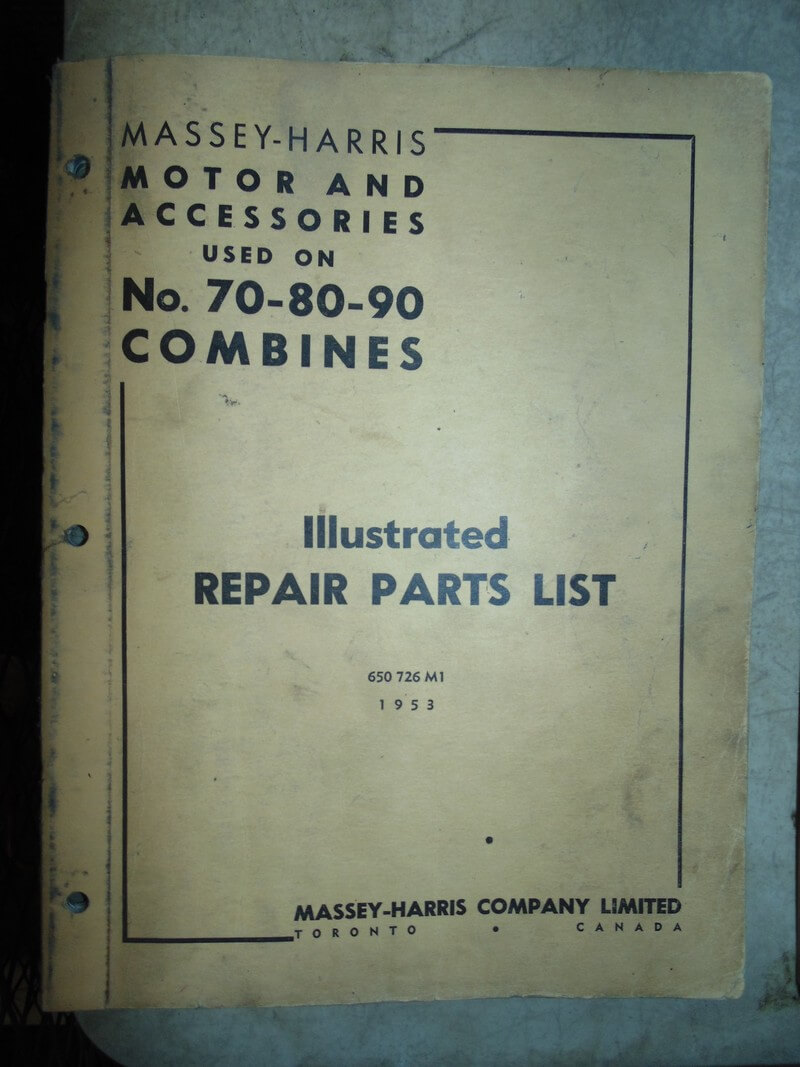 MASSEY-HARRIS
MOTOR AND
ACCESSORIES
USED ON
No. 70-80-90
COMBINES
Illustrated
REPAIR PARTS LIST
650 726 M1
1953
MASSEY-HARRIS COMPANY LIMITED
TORONTO • CANADA